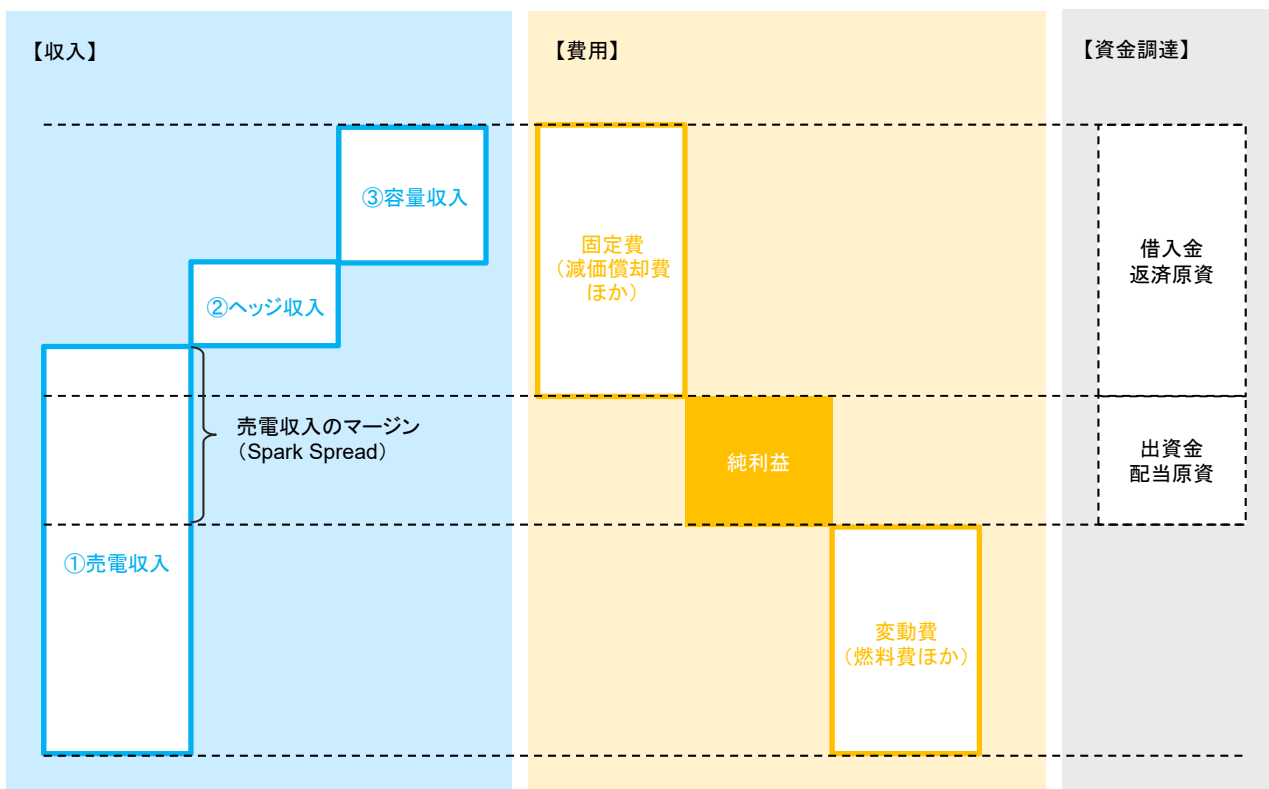 【収入】
③容量収入
②ヘッジ収入
売電収入のマージン
（Spark Spread）
①売電収入
【費用】
固定費
（減価償却費
ほか）
純利益
変動費
（燃料費ほか）
【資金調達】
借入金
返済原資
出資金
配当原資